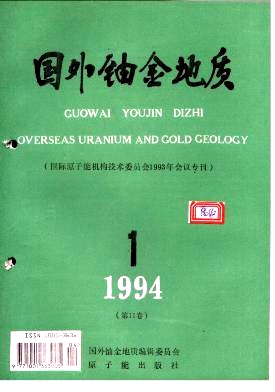 国外铀金地质
GUOWAI YOUJIN DIZHI
OVERSEAS URANIUM AND GOLD GEOLOGY
(国际原子能机构技术委员会1993年会议专刊)
1
1994
(第11卷)
国外铀金地质编辑委员会
原子能出版社